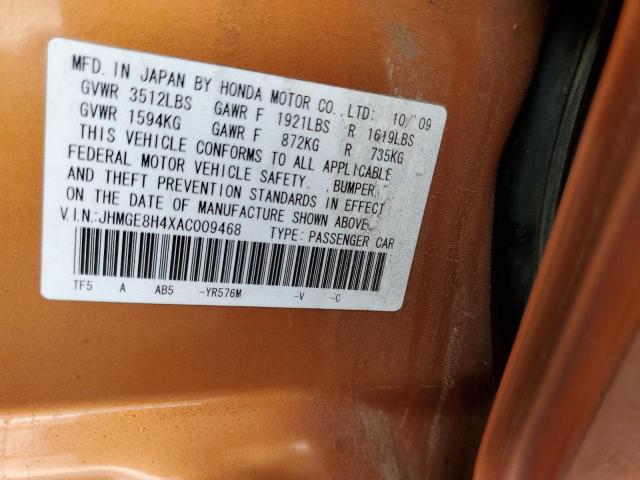 MFD. IN JAPAN BY HONDA MOTOR CO., LTD: 10/'09
GVWR 3512LBS GAWR F 1921LBS R 1619LBS
GVWR 1594KG GAWR F 872KG R 735KG
THIS VEHICLE CONFORMS TO ALL APPLICABLE
FEDERAL MOTOR VEHICLE SAFETY. BUMPER.
AND THEFT PREVENTION STANDARDS IN EFFECT
ON THE DATE OF MANUFACTURE SHOWN ABOVE.
V.I.N:JHMGE8H4XAC009468 TYPE: PASSENGER CAR
TF5 A AB5 -YR576M -V -C